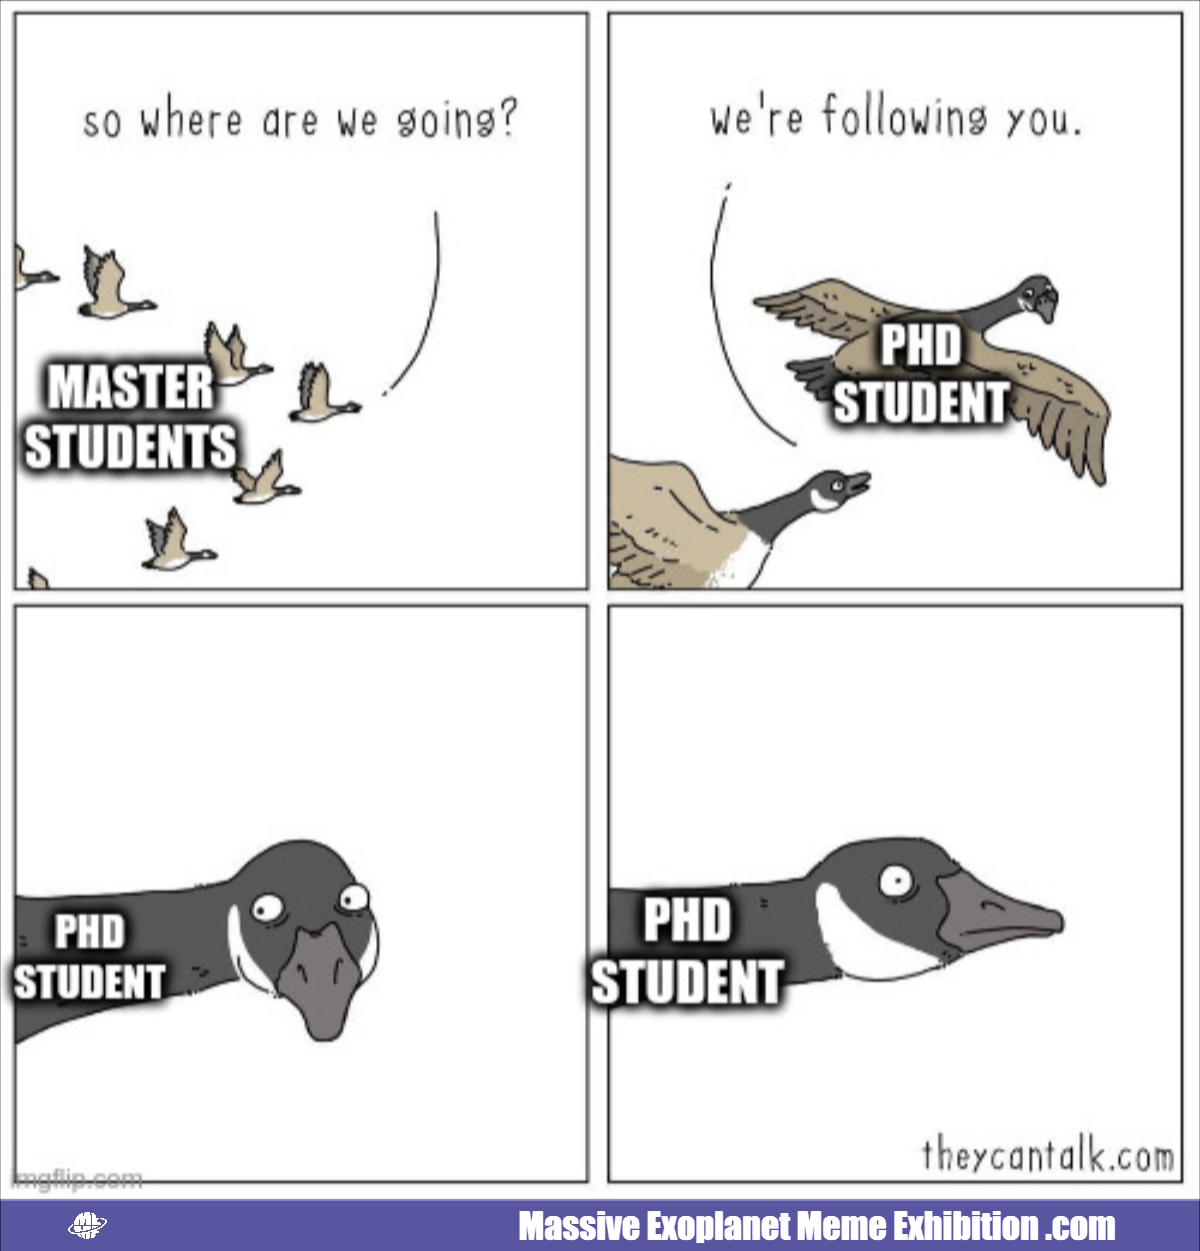 so where are we going?
MASTER
STUDENTS
we're following you.
PHD
STUDENT
PHD
STUDENT
PHD
STUDENT
theycantalk.com
imgflip.com
Massive Exoplanet Meme Exhibition .com